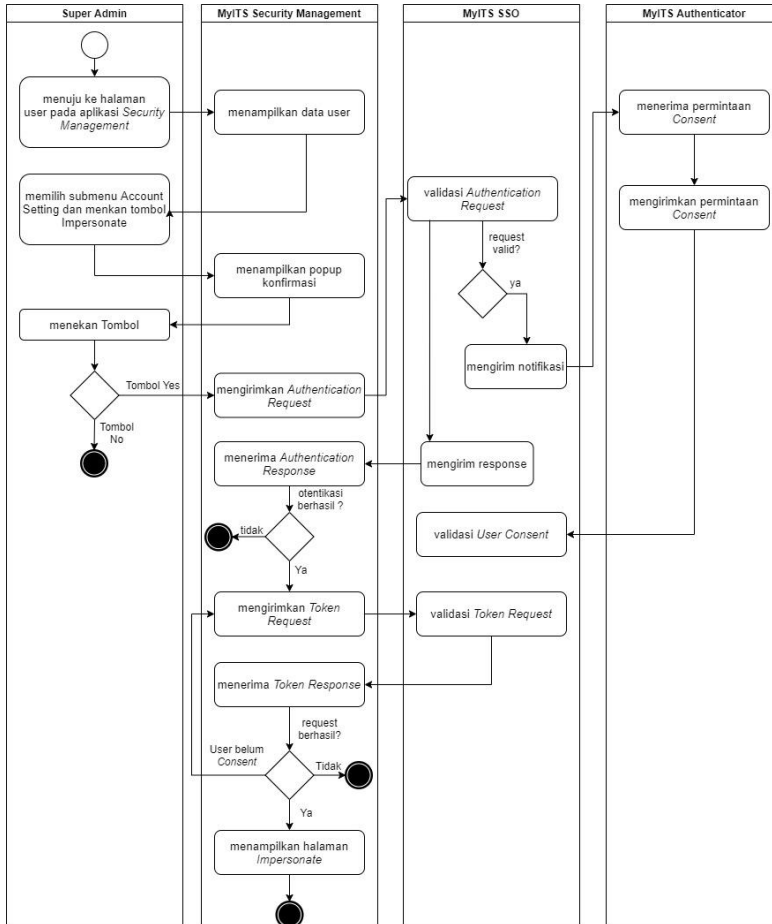 Super Admin
MyITS Security Management
MyITS SSO
MyITS Authenticator
menuju ke halaman
user pada aplikasi Security
Management
menampilkan data user
menerima permintaan
Consent
memilih submenu Account
Setting dan menkan tombol
Impersonate
validasi Authentication
Request
mengirimkan permintaan
Consent
request
valid?
menampilkan popup
konfirmasi
ya
menekan Tombol
mengirim notifikasi
Tombol Yes
mengirimkan Authentication
Request
Tombol
No
menerima Authentication
Response
mengirim response
otentikasi
berhasil ?
tidak
validasi User Consent
Ya
mengirimkan Token
Request
validasi Token Request
menerima Token Response
request
berhasil?
User belum
Consent
Tidak
Ya
menampilkan halaman
Impersonate